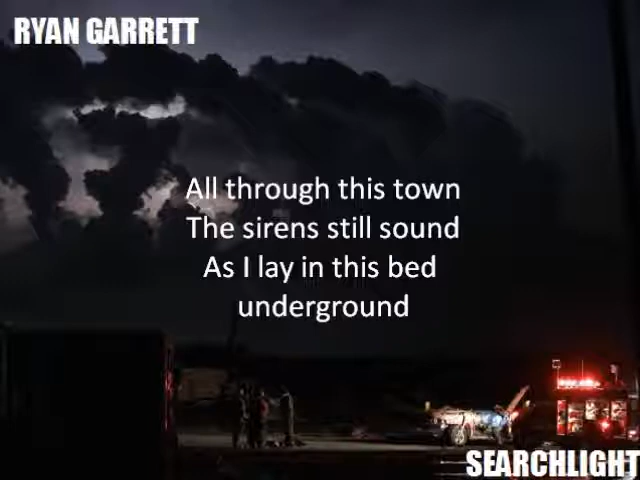 RYAN GARRETT
All through this town
The sirens still sound
As I lay in this bed
underground
SEARCHLIGHT